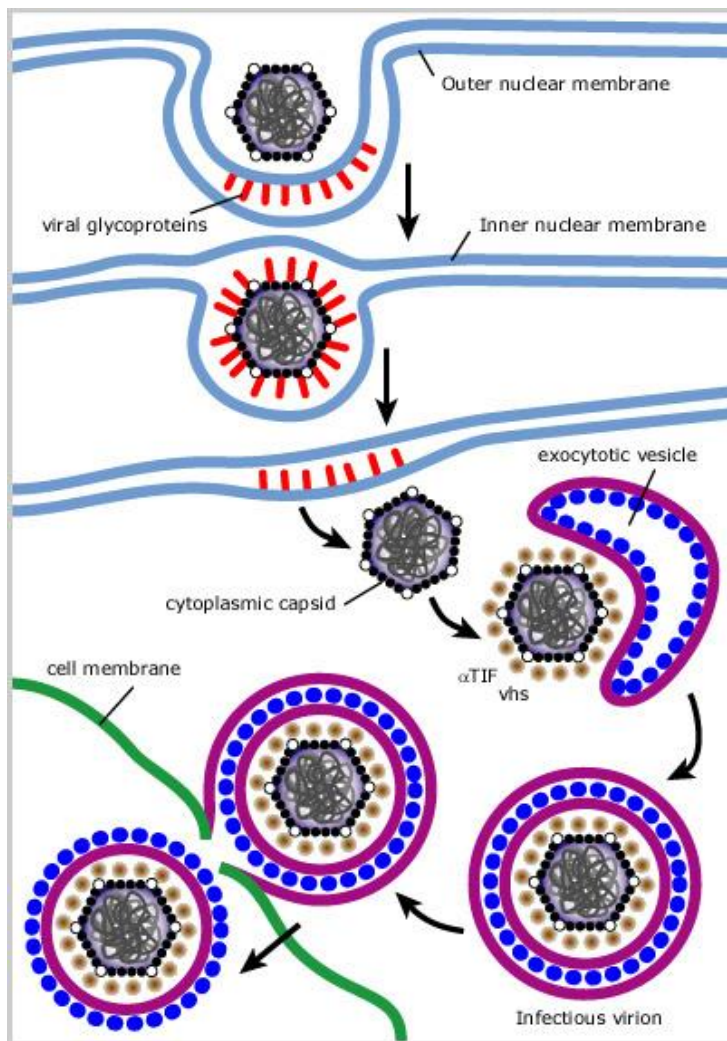 Outer nuclear membrane
viral glycoproteins
Inner nuclear membrane
exocytotic vesicle
cytoplasmic capsid
αTIF
vhs
cell membrane
Infectious virion